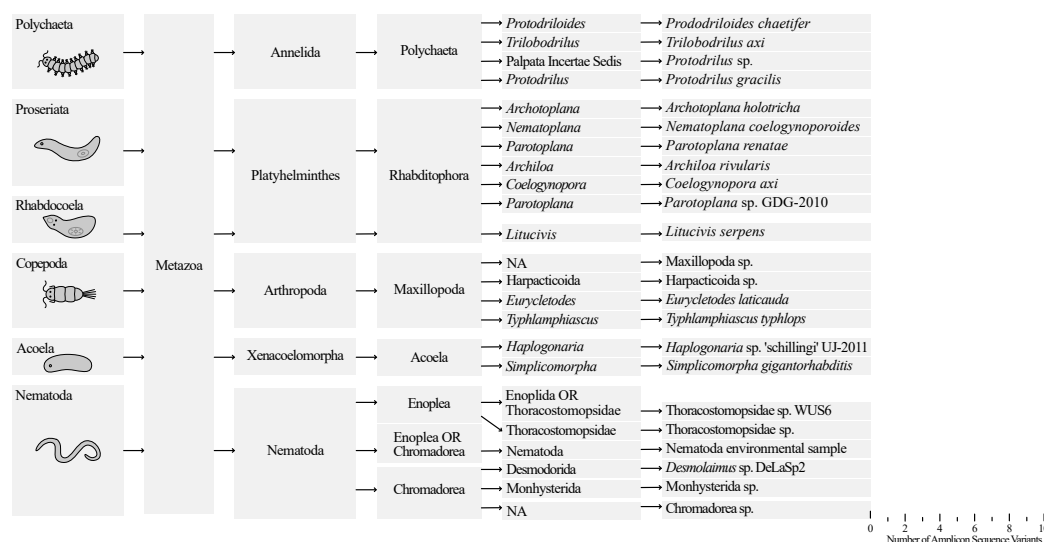 Polychaeta
Metazoa
Annelida
Polychaeta
Protodriloides
Prododriloides chaetifer
Trilobodrilus
Trilobodrilus axi
Palpata Incertae Sedis
Protodrilus sp.
Protodrilus
Protodrilus gracilis
Proseriata
Platyhelminthes
Rhabditophora
Archotoplana
Archotoplana holotricha
Nematoplana
Nematoplana coelogynoporoides
Parotoplana
Parotoplana renatae
Archiloa
Archiloa rivularis
Coelogynopora
Coelogynopora axi
Parotoplana
Parotoplana sp. GDG-2010
Rhabdocoela
Litucivis
Litucivis serpens
Copepoda
Arthropoda
Maxillopoda
NA
Maxillopoda sp.
Harpacticoida
Harpacticoida sp.
Eurycletodes
Eurycletodes laticauda
Typhlamphiascus
Typhlamphiascus typhlops
Acoela
Xenacoelomorpha
Acoela
Haplogonaria
Haplogonaria sp. 'schillingi' UJ-2011
Simplicomorpha
Simplicomorpha gigantorhabditis
Nematoda
Nematoda
Enoplea
Enoplida OR
Thoracostomopsidae
Thoracostomopsidae sp. WUS6
Thoracostomopsidae
Thoracostomopsidae sp.
Enoplea OR
Chromadorea
Nematoda
Nematoda environmental sample
Chromadorea
Desmodorida
Desmolaimus sp. DeLaSp2
Monhysterida
Monhysterida sp.
NA
Chromadorea sp.
0 2 4 6 8
Number of Amplicon Sequence Variants